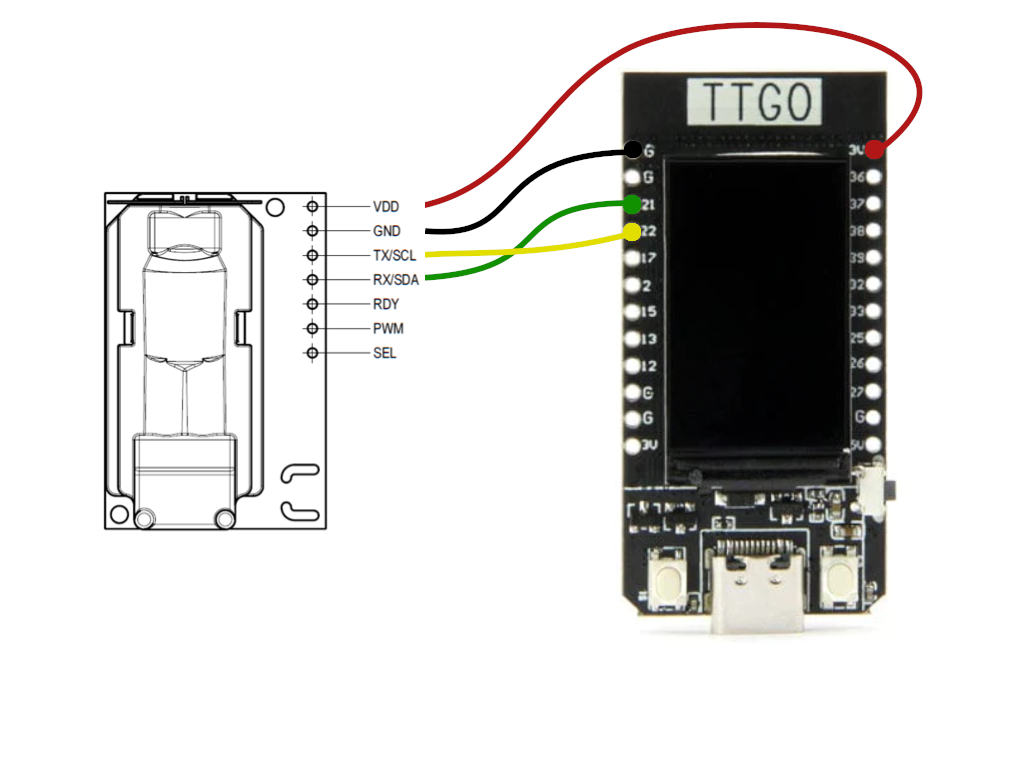 TTGO
VDD
GND
TX/SCL
RX/SDA
RDY
PWM
SEL
G
G
21
22
17
2
15
13
12
G
G
3V
3V
36
37
38
39
32
33
25
26
27
G
5V